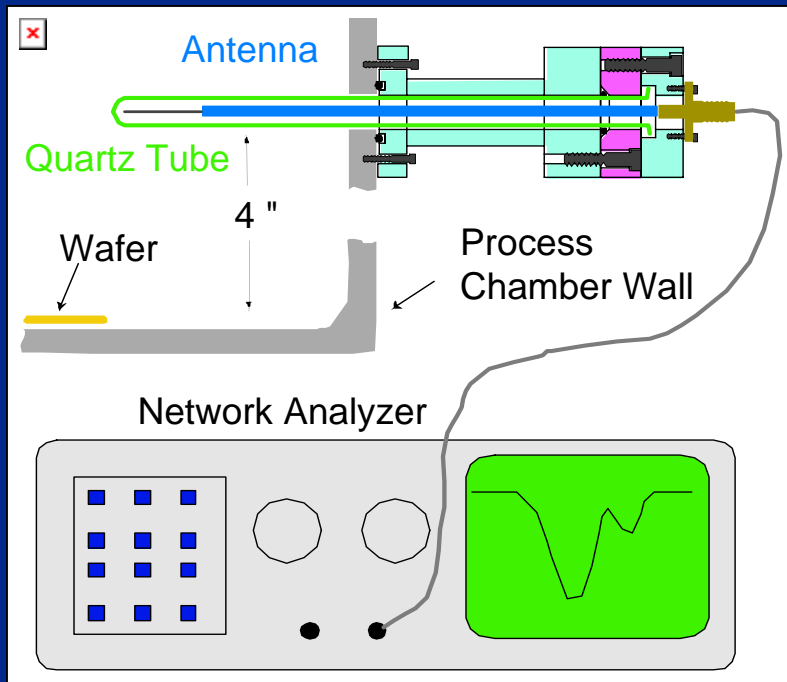 Antenna
Quartz Tube
4 "
Wafer
Process
Chamber Wall
Network Analyzer